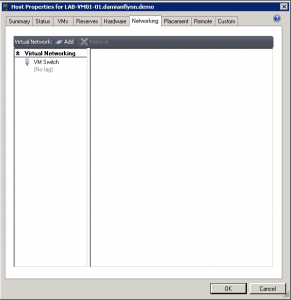 Host Properties for LAB-VM01-01.damianflynn.demo
Summary Status VMs Reserves Hardware Networking Placement Remote Custom
Virtual Network: Add Remove
Virtual Networking
VM Switch
(No tag)
OK Cancel